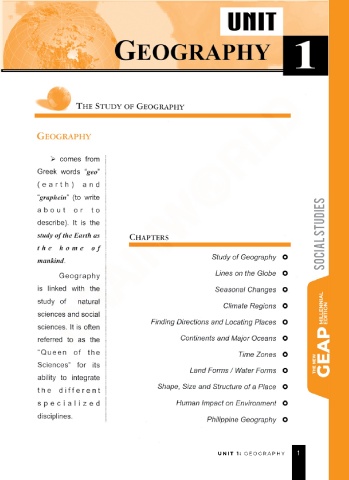 UNIT
GEOGRAPHY 1
THE STUDY OF GEOGRAPHY
GEOGRAPHY
➢ comes from
Greek words “geo”
(earth) and
“graphein” (to write
about or to
describe). It is the
study of the Earth as
the home of
mankind.
Geography
is linked with the
study of natural
sciences and social
sciences. It is often
referred to as the
“Queen of the
Sciences” for its
ability to integrate
the different
specialized
disciplines.
CHAPTERS
Study of Geography
Lines on the Globe
Seasonal Changes
Climate Regions
Finding Directions and Locating Places
Continents and Major Oceans
Time Zones
Land Forms / Water Forms
Shape, Size and Structure of a Place
Human Impact on Environment
Philippine Geography
SOCIAL STUDIES
THE NEW
GEAP
MILLENNIAL
EDITION
UNIT 1: GEOGRAPHY 1